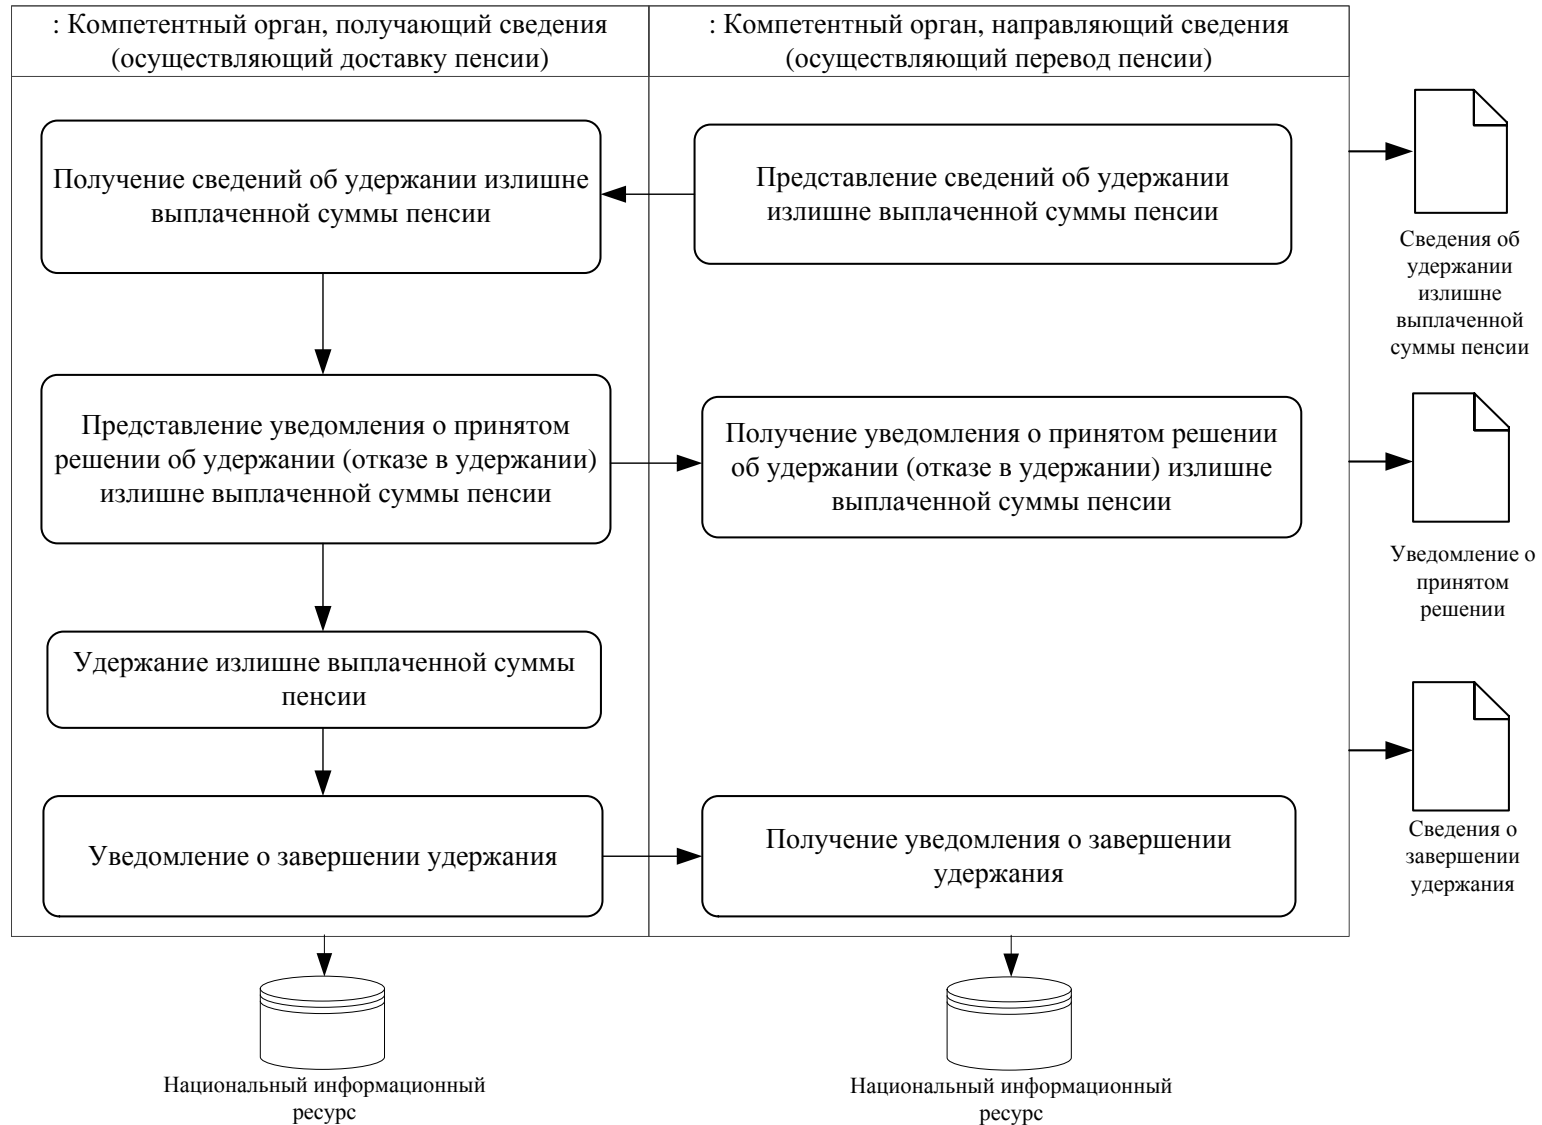 : Компетентный орган, получающий сведения
(осуществляющий доставку пенсии)
: Компетентный орган, направляющий сведения
(осуществляющий перевод пенсии)
Получение сведений об удержании излишне
выплаченной суммы пенсии
Представление сведений об удержании
излишне выплаченной суммы пенсии
Сведения об
удержании
излишне
выплаченной
суммы пенсии
Представление уведомления о принятом
решении об удержании (отказе в удержании)
излишне выплаченной суммы пенсии
Получение уведомления о принятом решении
об удержании (отказе в удержании) излишне
выплаченной суммы пенсии
Уведомление о
принятом
решении
Удержание излишне выплаченной суммы
пенсии
Уведомление о завершении удержания
Получение уведомления о завершении
удержания
Сведения о
завершении
удержания
Национальный информационный
ресурс
Национальный информационный
ресурс